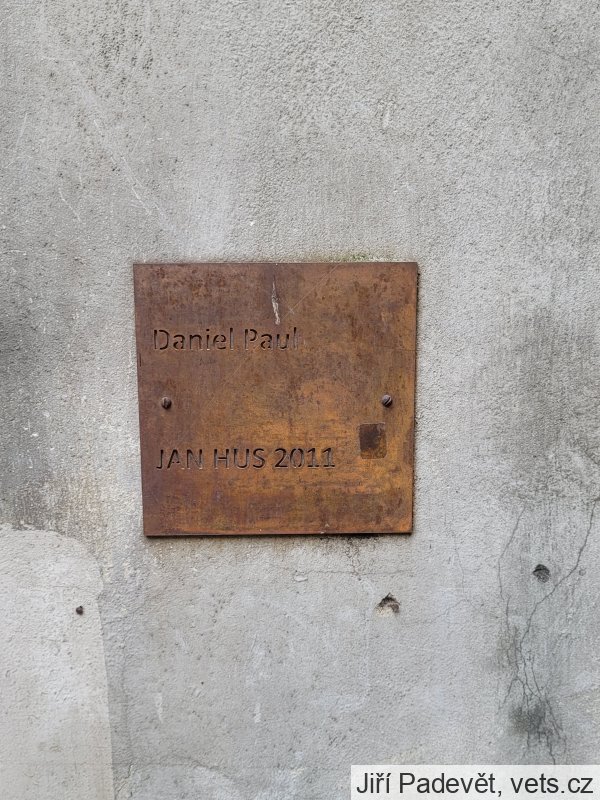 Daniel Paul
JAN HUS 2011
Jiří Padevět, vets.cz